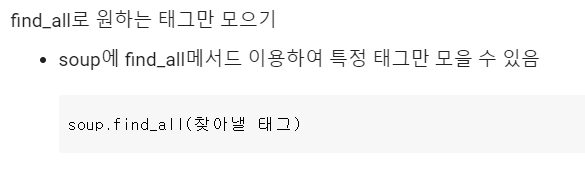 find_all로 원하는 태그만 모으기
soup에 find_all메서드 이용하여 특정 태그만 모을 수 있음
soup.find_all(찾아낼 태그)